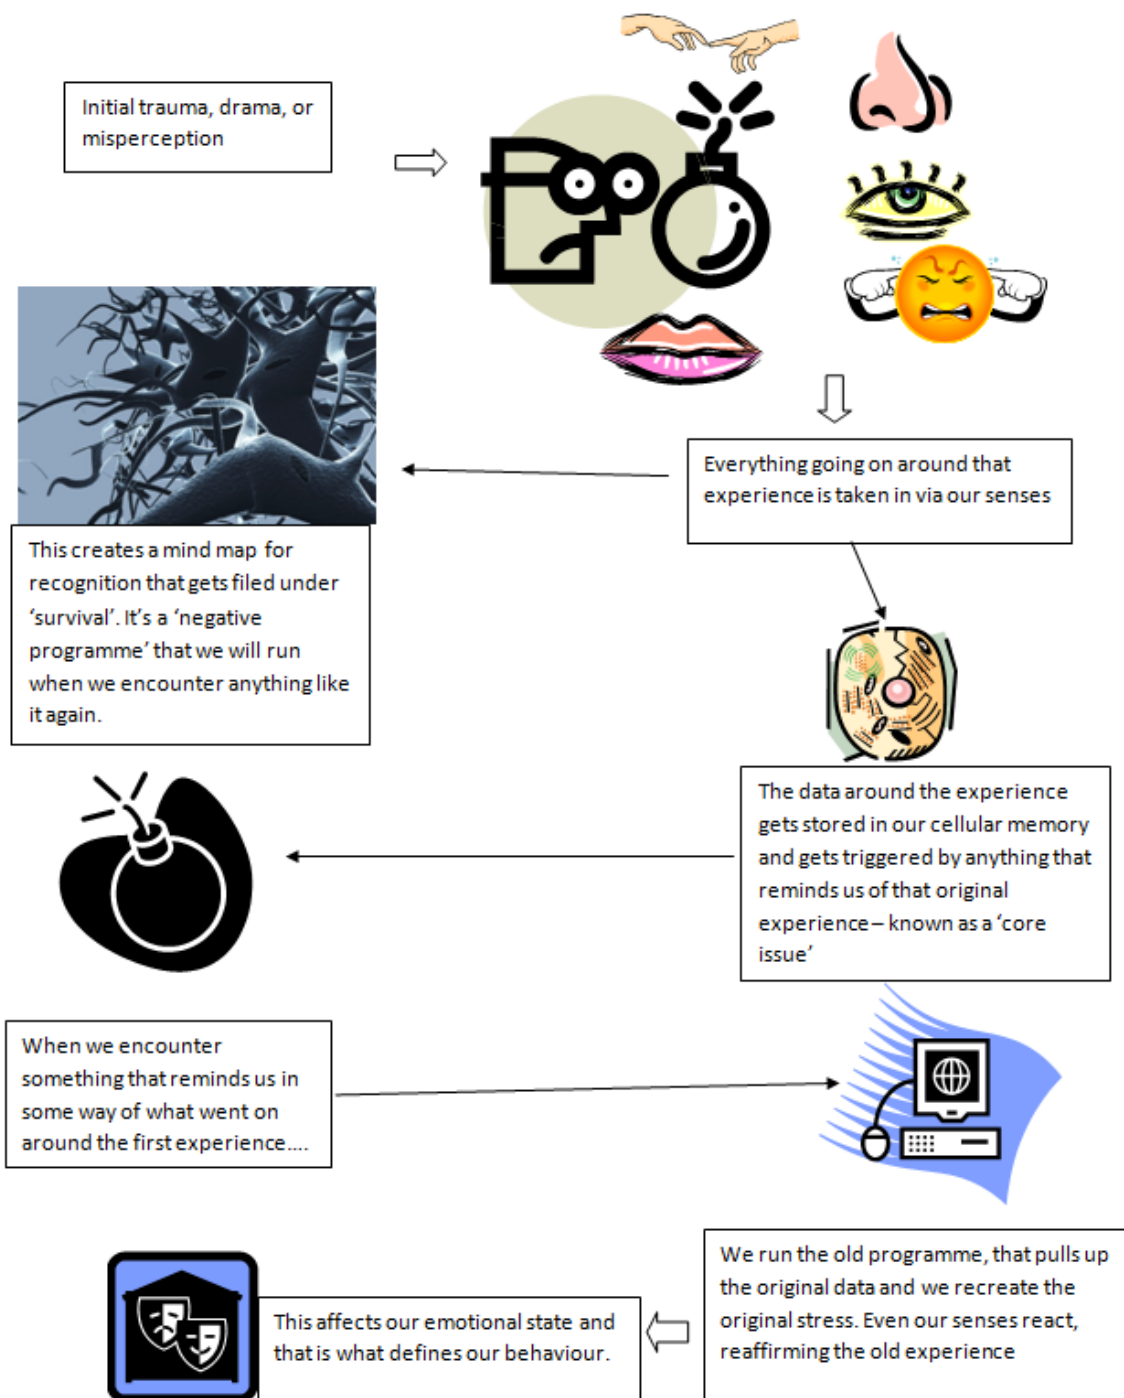 Initial trauma, drama, or
misperception
Everything going on around that
experience is taken in via our senses
This creates a mind map for
recognition that gets filed under
‘survival’. It’s a ‘negative
programme’ that we will run
when we encounter anything like
it again.
The data around the experience
gets stored in our cellular memory
and gets triggered by anything that
reminds us of that original
experience – known as a ‘core
issue’
When we encounter
something that reminds us in
some way of what went on
around the first experience....
We run the old programme, that pulls up
the original data and we recreate the
original stress. Even our senses react,
reaffirming the old experience
This affects our emotional state and
that is what defines our behaviour.